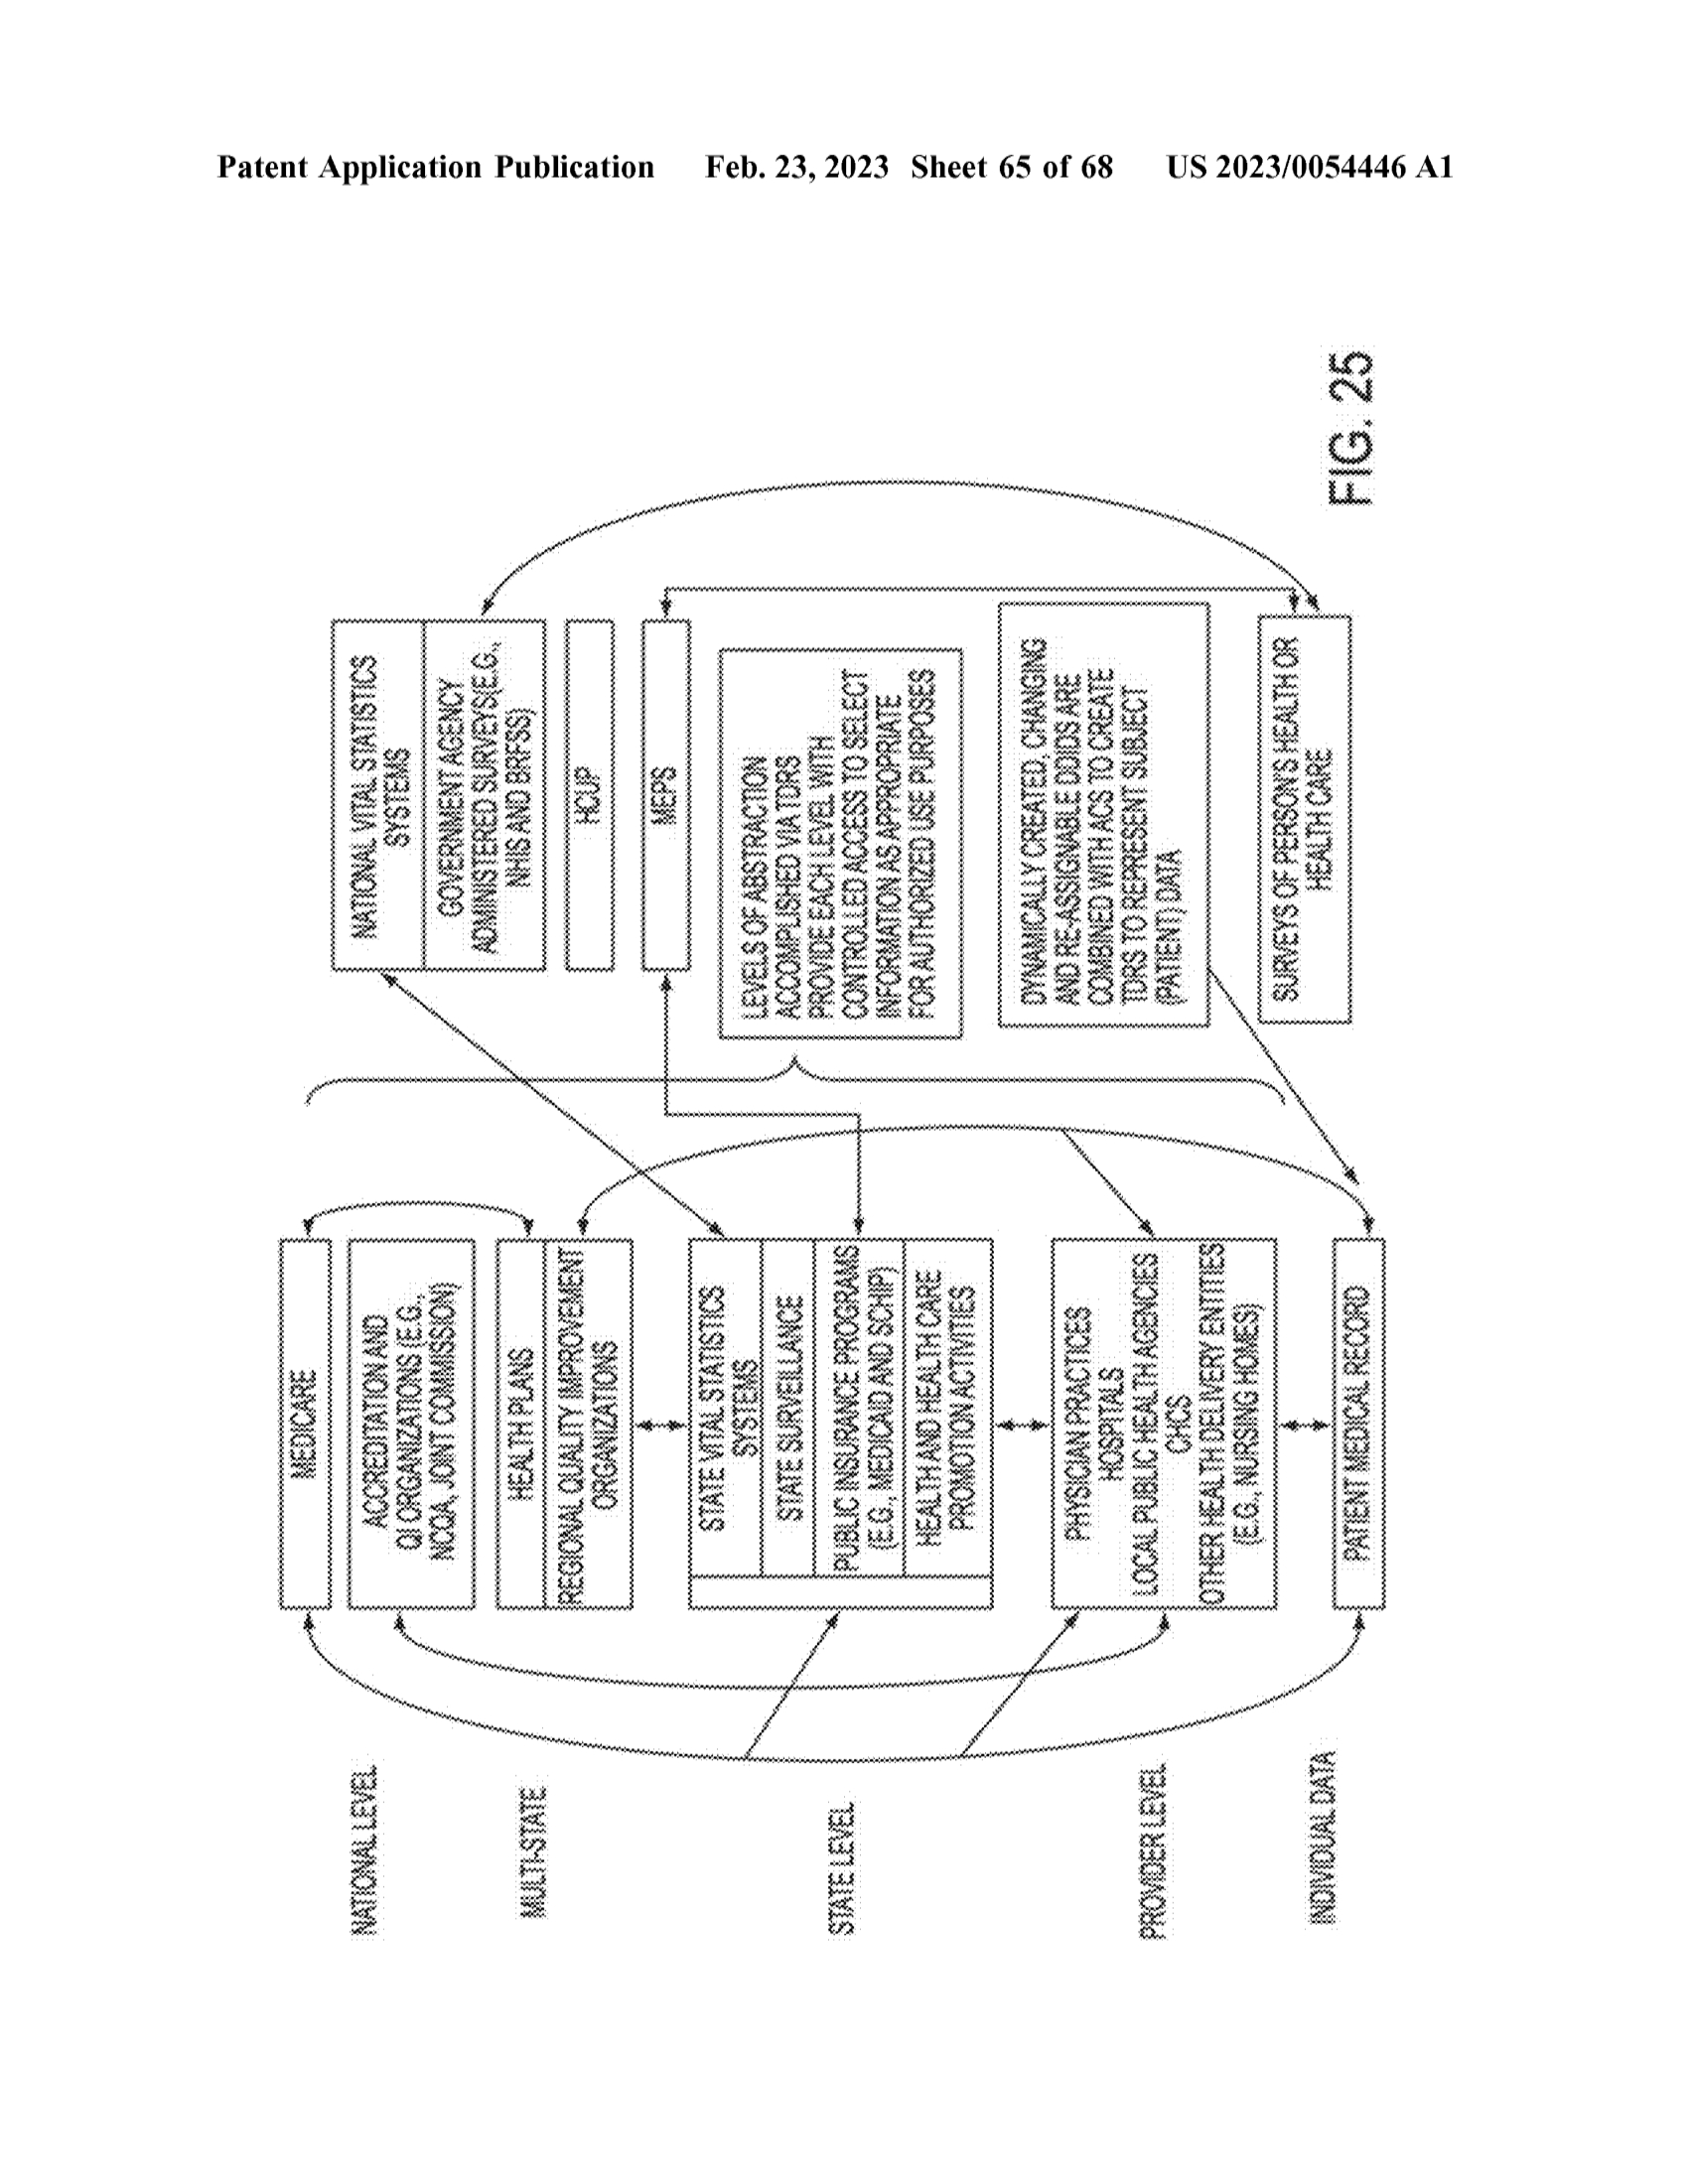 Patent Application Publication Feb. 23, 2023 Sheet 65 of 68 US 2023/0054446 A1
NATIONAL LEVEL
MULTI-STATE
STATE LEVEL
PROVIDER LEVEL
INDIVIDUAL DATA
MEDICARE
ACCREDITATION AND
QI ORGANIZATIONS (E.G.,
NCQA, JOINT COMMISSION)
HEALTH PLANS
REGIONAL QUALITY IMPROVEMENT
ORGANIZATIONS
STATE VITAL STATISTICS
SYSTEMS
STATE SURVEILLANCE
PUBLIC INSURANCE PROGRAMS
(E.G., MEDICAID AND SCHIP)
HEALTH AND HEALTH CARE
PROMOTION ACTIVITIES
PHYSICIAN PRACTICES
HOSPITALS
LOCAL PUBLIC HEALTH AGENCIES
CHCS
OTHER HEALTH DELIVERY ENTITIES
(E.G., NURSING HOMES)
PATIENT MEDICAL RECORD
NATIONAL VITAL STATISTICS
SYSTEMS
GOVERNMENT AGENCY
ADMINISTERED SURVEYS(E.G.,
NHIS AND BRFSS)
HCUP
MEPS
LEVELS OF ABSTRACTION
ACCOMPLISHED VIA TDRS
PROVIDE EACH LEVEL WITH
CONTROLLED ACCESS TO SELECT
INFORMATION AS APPROPRIATE
FOR AUTHORIZED USE PURPOSES
DYNAMICALLY CREATED, CHANGING
AND RE-ASSIGNABLE DDIDS ARE
COMBINED WITH ACS TO CREATE
TDRS TO REPRESENT SUBJECT
(PATIENT) DATA
SURVEYS OF PERSON'S HEALTH OR
HEALTH CARE
FIG. 25